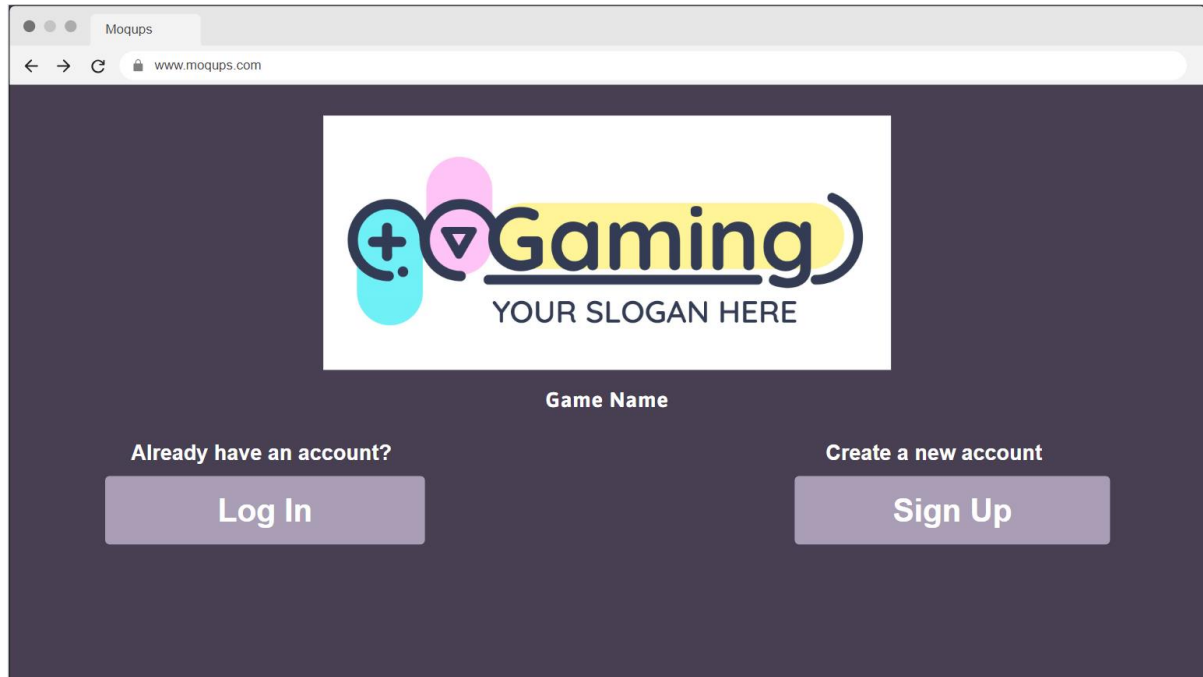 Moqups
www.moqups.com
Gaming
YOUR SLOGAN HERE
Game Name
Already have an account?
Create a new account
Log In
Sign Up